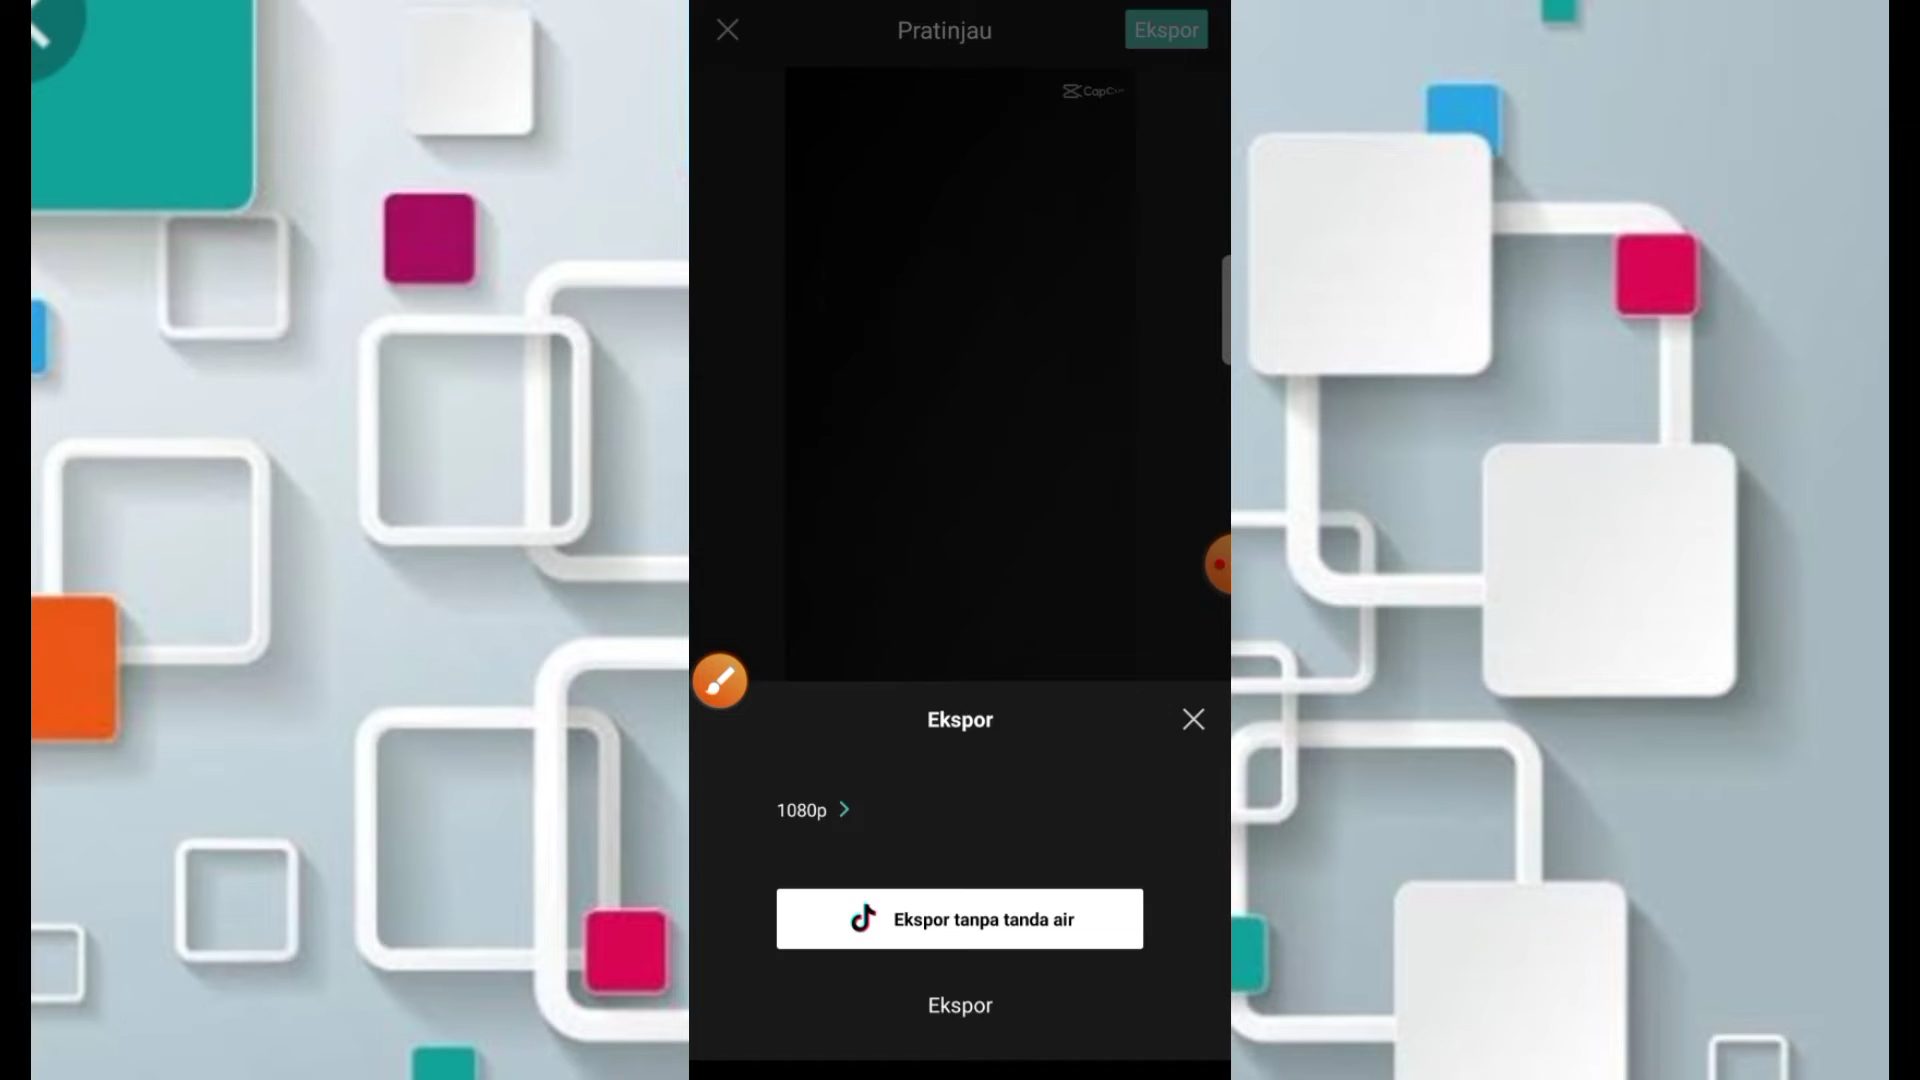 Pratinjau
Ekspor
Ekspor
1080p
Ekspor tanpa tanda air
Ekspor